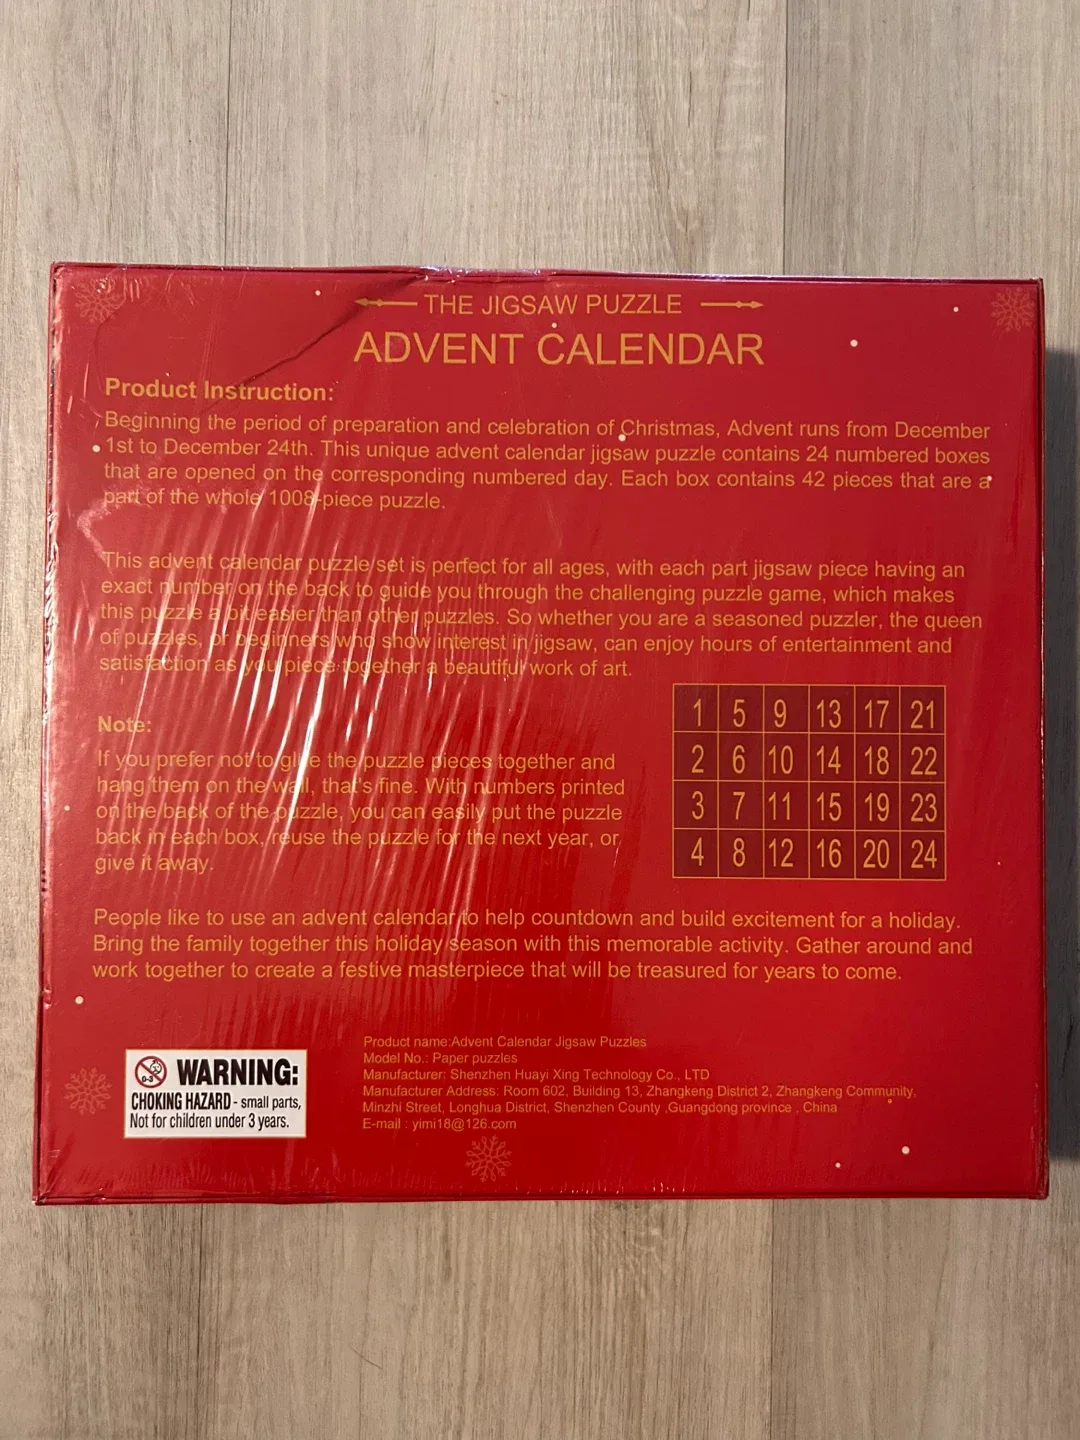 THE JIGSAW PUZZLE
ADVENT CALENDAR
Product Instruction:
Beginning the period of preparation and celebration of Christmas, Advent runs from December
1st to December 24th. This unique advent calendar jigsaw puzzle contains 24 numbered boxes
that are opened on the corresponding numbered day. Each box contains 42 pieces that are a
part of the whole 1008-piece puzzle.
This advent calendar puzzle set is perfect for all ages, with each part jigsaw piece having an
exact number on the back to guide you through the challenging puzzle game, which makes
this puzzle a bit easier than other puzzles. So whether you are a seasoned puzzler, the queen
of puzzles, or beginners who show interest in jigsaw, can enjoy hours of entertainment and
satisfaction as you piece together a beautiful work of art.
Note:
If you prefer not to glue the puzzle pieces together and
hang them on the wall, that's fine. With numbers printed
on the back of the puzzle, you can easily put the puzzle
back in each box, reuse the puzzle for the next year, or
give it away.
1 5 9 13 17 21
2 6 10 14 18 22
3 7 11 15 19 23
4 8 12 16 20 24
People like to use an advent calendar to help countdown and build excitement for a holiday.
Bring the family together this holiday season with this memorable activity. Gather around and
work together to create a festive masterpiece that will be treasured for years to come.
0-3
WARNING:
CHOKING HAZARD - small parts,
Not for children under 3 years.
Product name:Advent Calendar Jigsaw Puzzles
Model No.: Paper puzzles
Manufacturer: Shenzhen Huayi Xing Technology Co., LTD
Manufacturer Address: Room 602, Building 13, Zhangkeng District 2, Zhangkeng Community,
Minzhi Street, Longhua District, Shenzhen County ,Guangdong province , China
E-mail : yimi18@126.com